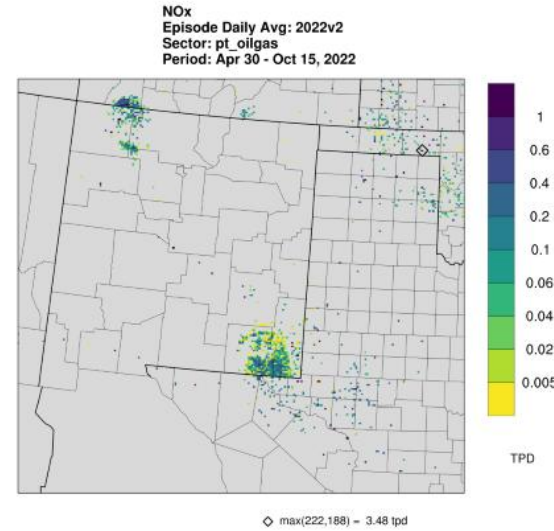 NOx
Episode Daily Avg: 2022v2
Sector: pt_oilgas
Period: Apr 30 - Oct 15, 2022
1
0.6
0.4
0.2
0.1
0.06
0.04
0.02
0.005
TPD
max(222,188) = 3.48 tpd